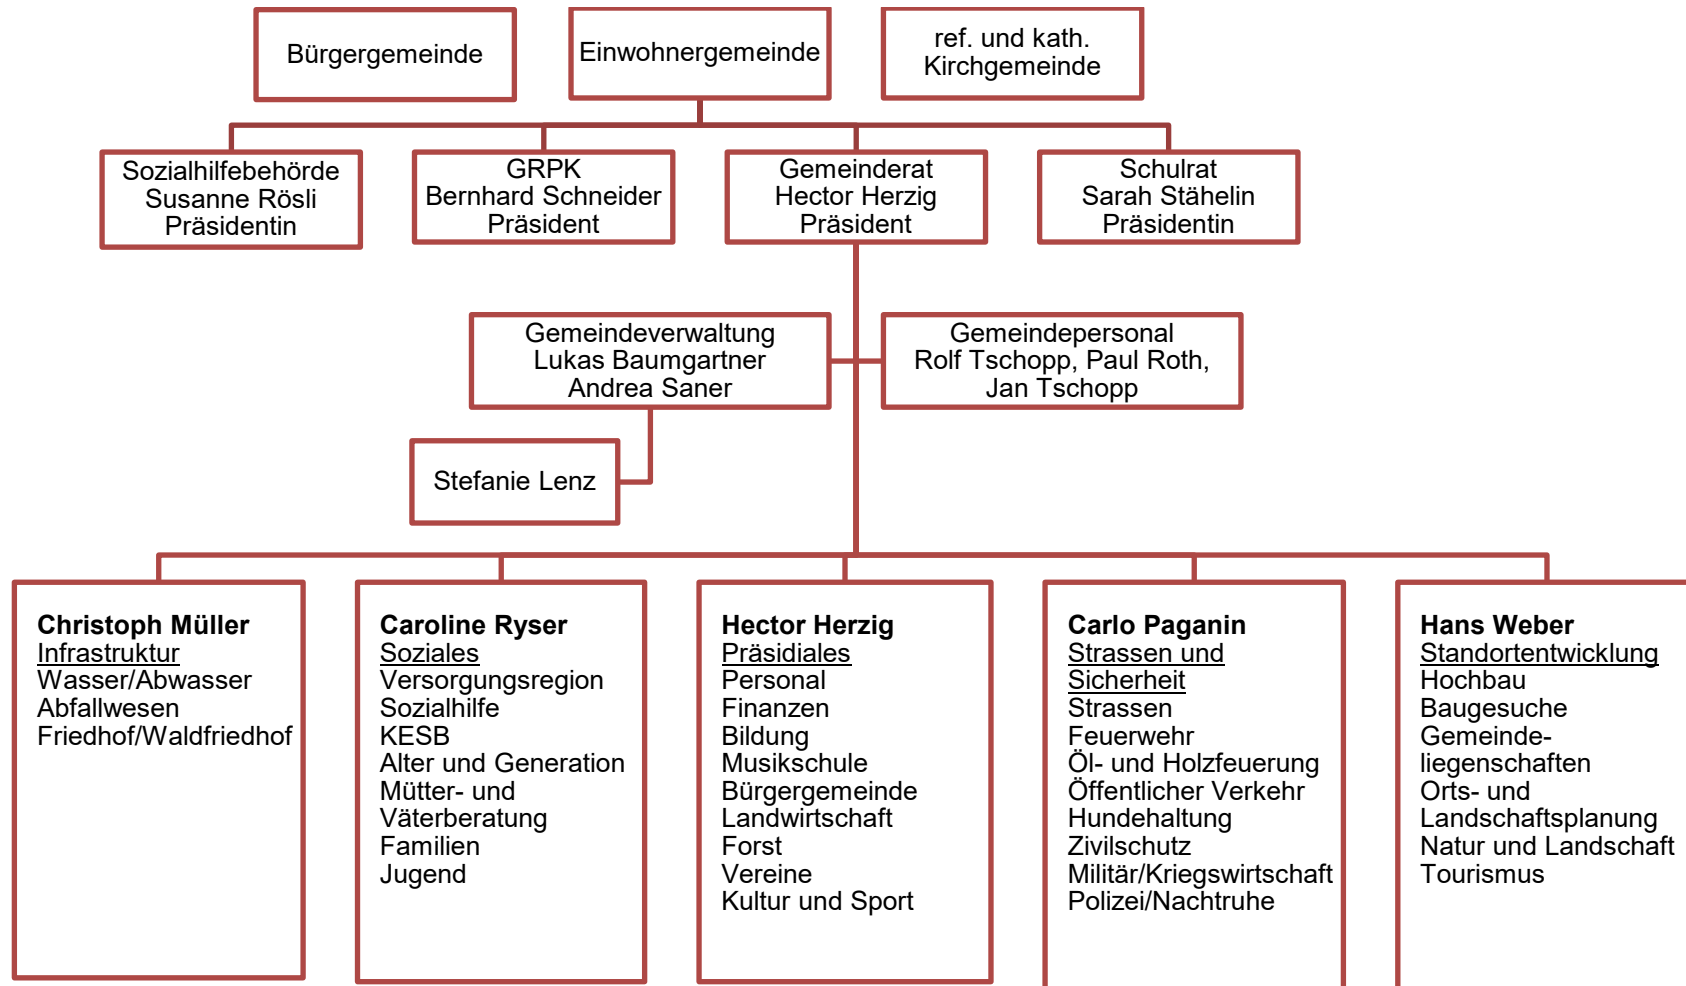 Bürgergemeinde
Einwohnergemeinde
ref. und kath.
Kirchgemeinde
Sozialhilfebehörde
Susanne Rösli
Präsidentin
GRPK
Bernhard Schneider
Präsident
Gemeinderat
Hector Herzig
Präsident
Schulrat
Sarah Stähelin
Präsidentin
Gemeindeverwaltung
Lukas Baumgartner
Andrea Saner
Gemeindepersonal
Rolf Tschopp, Paul Roth,
Jan Tschopp
Stefanie Lenz
Christoph Müller
Infrastruktur
Wasser/Abwasser
Abfallwesen
Friedhof/Waldfriedhof
Caroline Ryser
Soziales
Versorgungsregion
Sozialhilfe
KESB
Alter und Generation
Mütter- und
Väterberatung
Familien
Jugend
Hector Herzig
Präsidiales
Personal
Finanzen
Bildung
Musikschule
Bürgergemeinde
Landwirtschaft
Forst
Vereine
Kultur und Sport
Carlo Paganin
Strassen und
Sicherheit
Strassen
Feuerwehr
Öl- und Holzfeuerung
Öffentlicher Verkehr
Hundehaltung
Zivilschutz
Militär/Kriegswirtschaft
Polizei/Nachtruhe
Hans Weber
Standortentwicklung
Hochbau
Baugesuche
Gemeinde-
liegenschaften
Orts- und
Landschaftsplanung
Natur und Landschaft
Tourismus